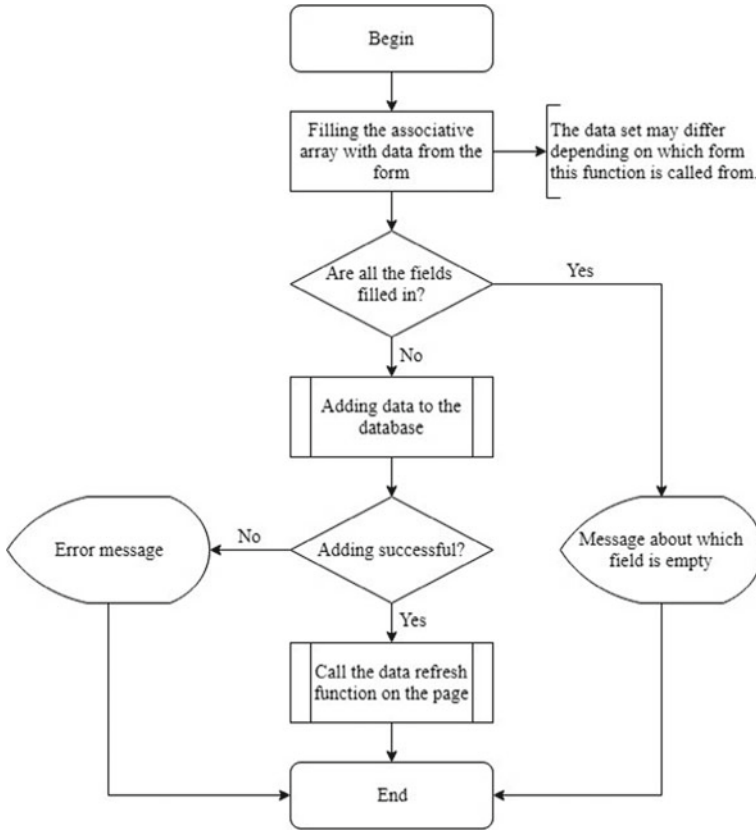 Begin
Filling the associative
array with data from the
form
The data set may differ
depending on which form
this function is called from.
Are all the fields
filled in?
Yes
No
Adding data to the
database
No
Error message
Adding successful?
Message about which
field is empty
Yes
Call the data refresh
function on the page
End